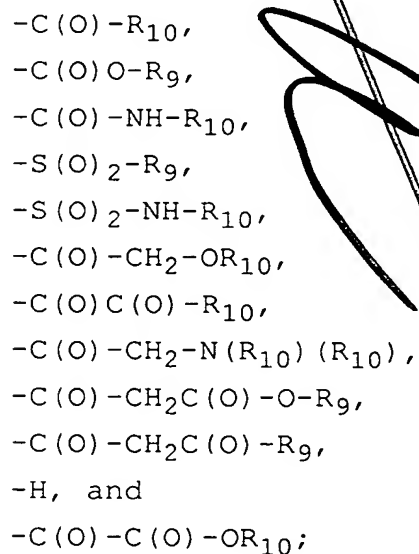 -C(O)-R₁₀,
-C(O)O-R₉,
-C(O)-NH-R₁₀,
-S(O)₂-R₉,
-S(O)₂-NH-R₁₀,
-C(O)-CH₂-OR₁₀,
-C(O)C(O)-R₁₀,
-C(O)-CH₂-N(R₁₀)(R₁₀),
-C(O)-CH₂C(O)-O-R₉,
-C(O)-CH₂C(O)-R₉,
-H, and
-C(O)-C(O)-OR₁₀;